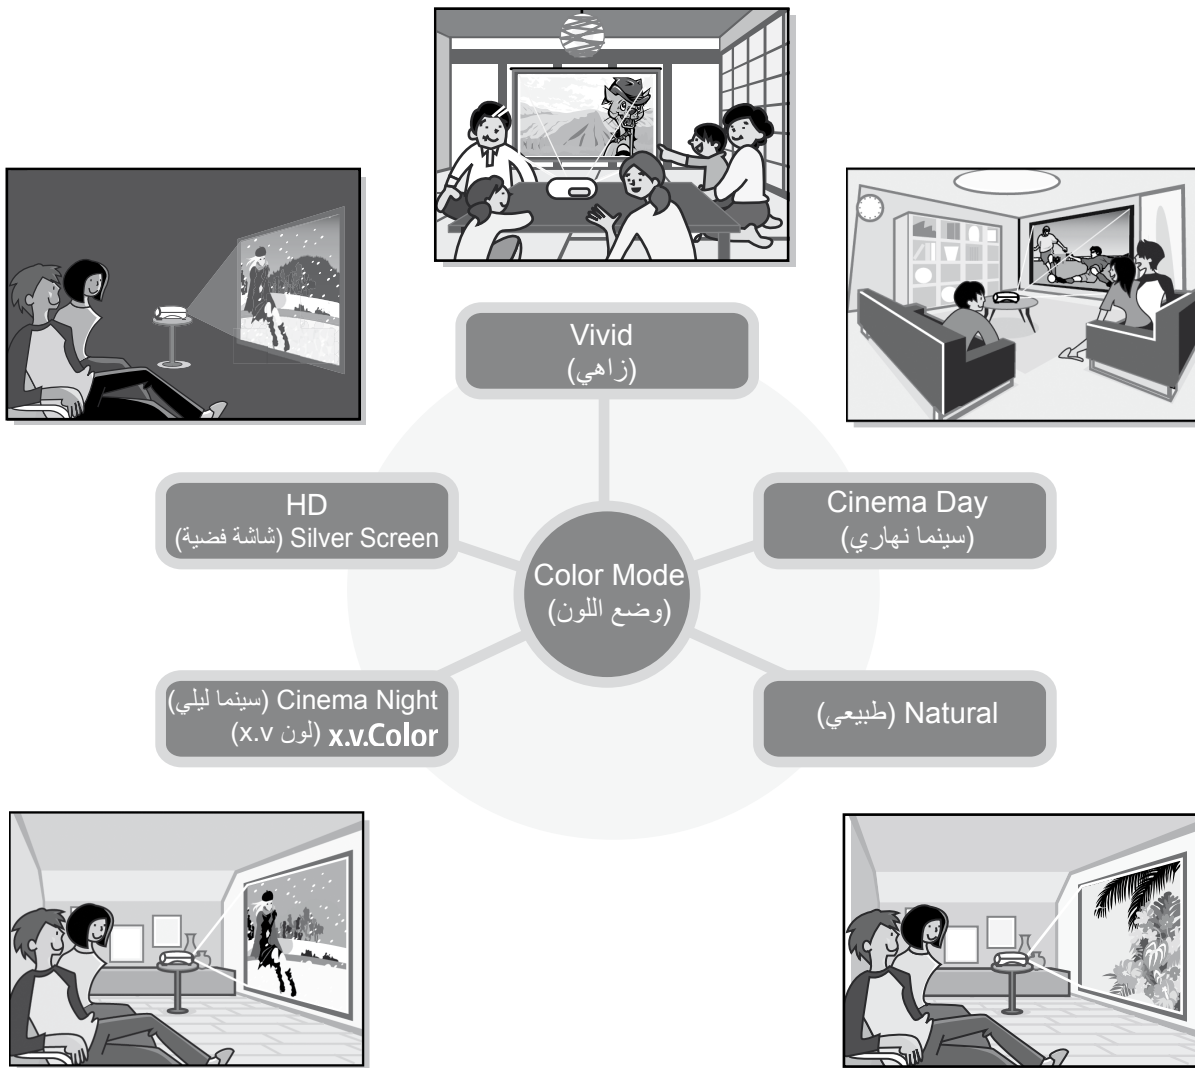 Vivid
(زاهي)
HD
Silver Screen (شاشة فضية)
Cinema Day
(سينما نهاري)
Color Mode
(وضع اللون)
Cinema Night (سينما ليلي)
x.v.Color (لون x.v)
Natural (طبيعي)